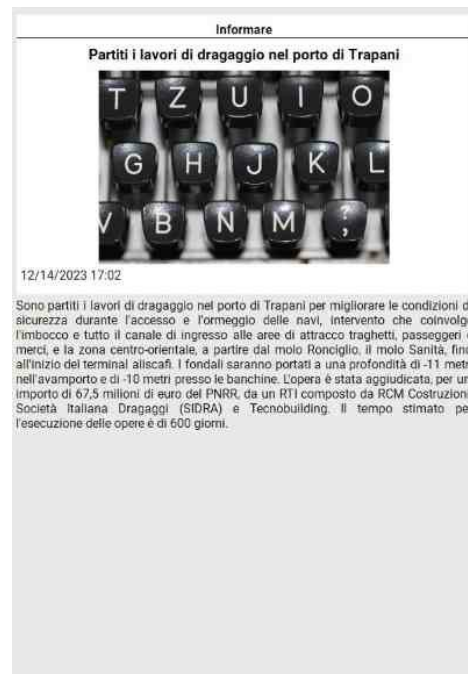 Informare
Partiti i lavori di dragaggio nel porto di Trapani
T Z U I O
G H J K L
V B N M ? ;
12/14/2023 17:02
Sono partiti i lavori di dragaggio nel porto di Trapani per migliorare le condizioni d
sicurezza durante l'accesso e l'ormeggio delle navi, intervento che coinvolge
l'imbocco e tutto il canale di ingresso alle aree di attracco traghetti, passeggeri e
merci, e la zona centro-orientale, a partire dal molo Ronciglio, il molo Sanità, fino
all'inizio del terminal aliscafi. I fondali saranno portati a una profondità di -11 metri
nell'avamporto e di -10 metri presso le banchine. L'opera è stata aggiudicata, per un
importo di 67,5 milioni di euro del PNRR, da un RTI composto da RCM Costruzioni
Società Italiana Dragaggi (SIDRA) e Tecnobuilding. Il tempo stimato pe
l'esecuzione delle opere è di 600 giorni.